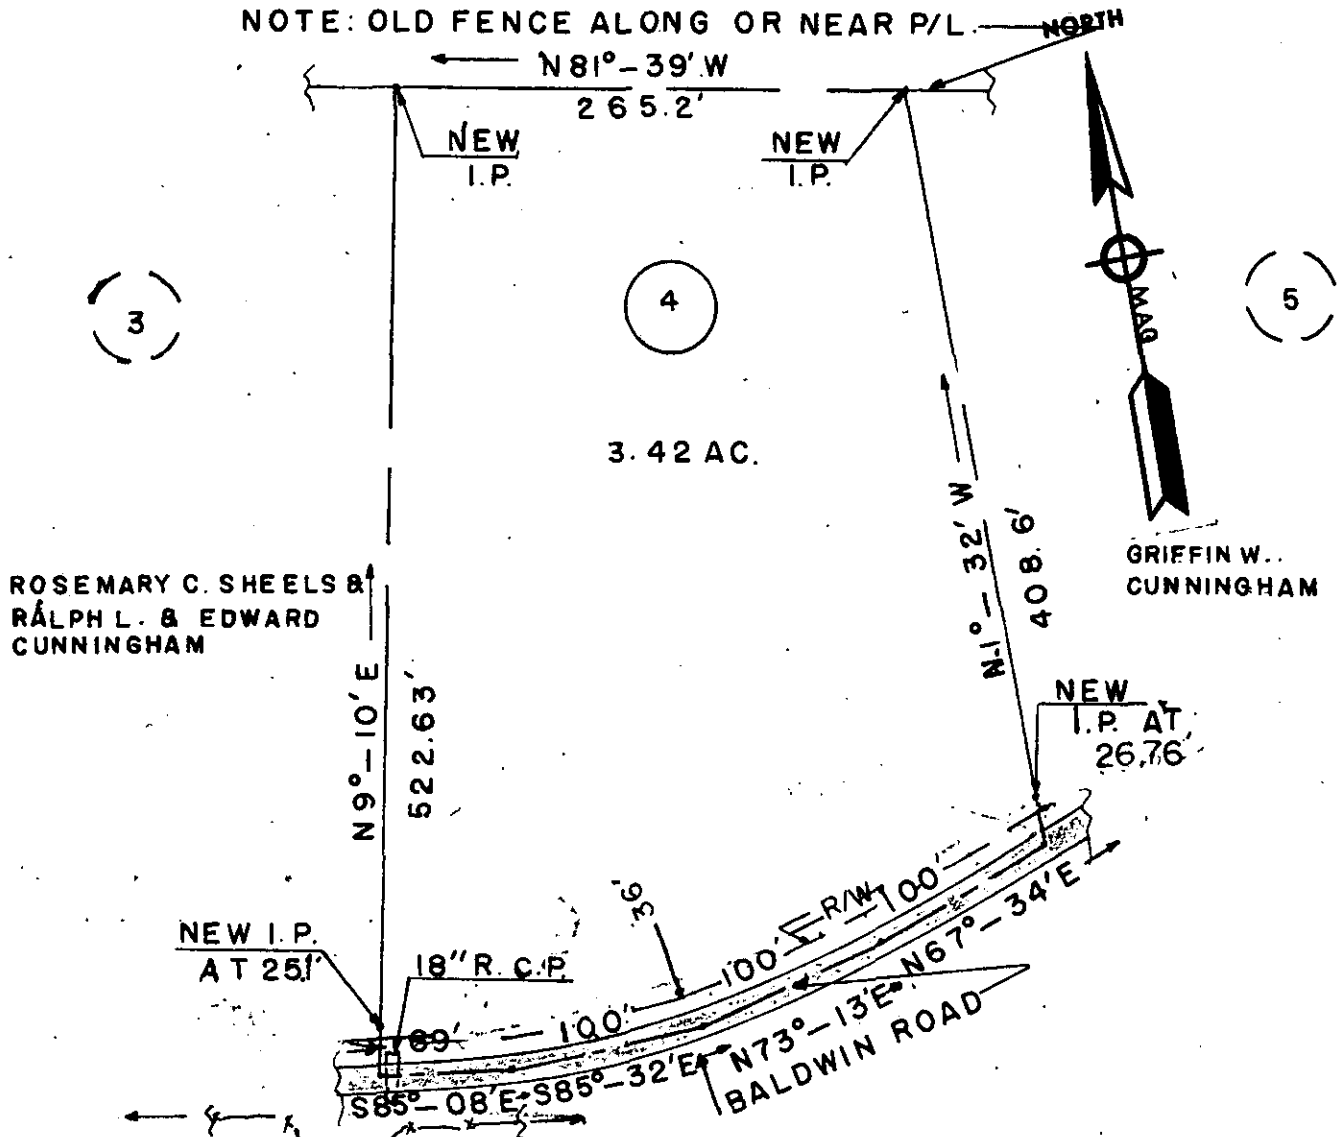 NOTE: OLD FENCE ALONG OR NEAR P/L.
NORTH
N81°-39'.W
265.2'
NEW
I.P.
NEW
I.P.
3
4
5
MAG
3.42 AC.
N-1°-32' W
408.6'
GRIFFIN W..
CUNNINGHAM
ROSEMARY C. SHEELS &
RALPH L. & EDWARD
CUNNINGHAM
N9°-10' E
522.63'
NEW
I.P. AT
26.76'
NEW I.P.
AT 25.1'
18" R.C.P.
36'
R/W
89'
100'
100'
100'
S85°-08'E
S85°-32'E
N73°-13'E
N67°-34'E
BALDWIN ROAD